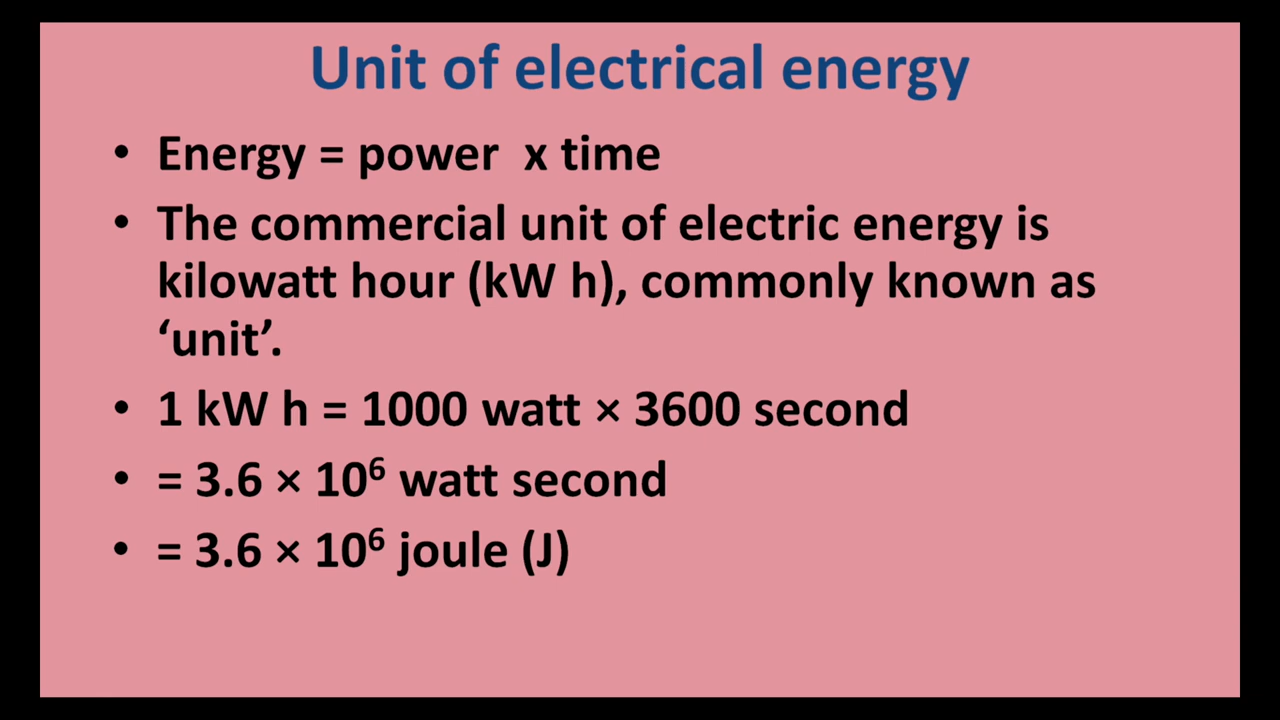 Unit of electrical energy
• Energy = power x time
• The commercial unit of electric energy is
kilowatt hour (kW h), commonly known as
‘unit’.
• 1 kW h = 1000 watt × 3600 second
• = 3.6 × 10⁶ watt second
• = 3.6 × 10⁶ joule (J)